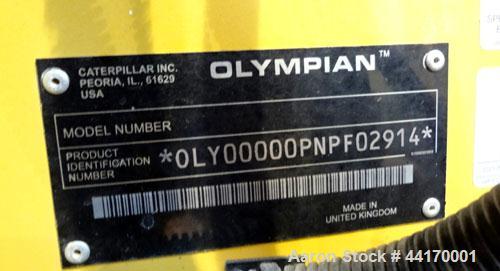 CATERPILLAR INC.
PEORIA, IL., 61629
USA
OLYMPIAN™
MODEL NUMBER
PRODUCT
IDENTIFICATION
NUMBER
*OLY00000PNPF02914*
MADE IN
UNITED KINGDOM
Aaron Stock # 44170001